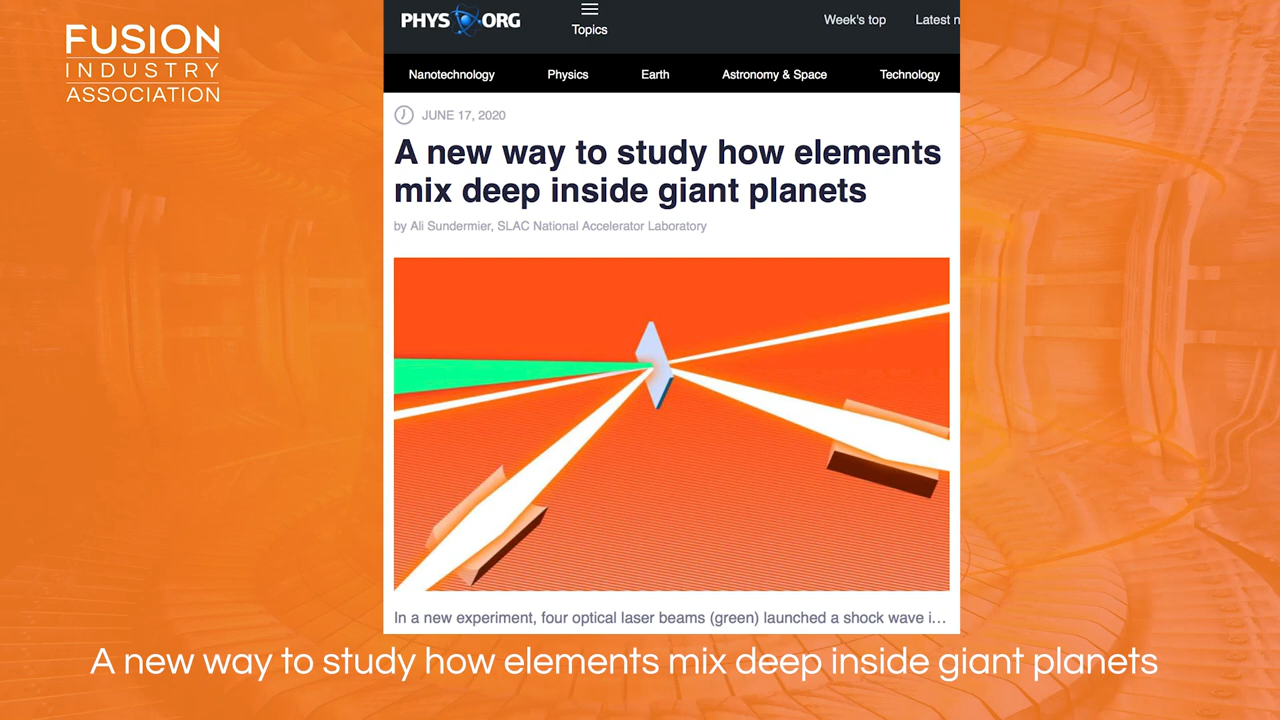 FUSION
INDUSTRY
ASSOCIATION
PHYS ORG
Topics
Week's top
Latest n
Nanotechnology
Physics
Earth
Astronomy & Space
Technology
JUNE 17, 2020
A new way to study how elements
mix deep inside giant planets
by Ali Sundermier, SLAC National Accelerator Laboratory
In a new experiment, four optical laser beams (green) launched a shock wave i…
A new way to study how elements mix deep inside giant planets